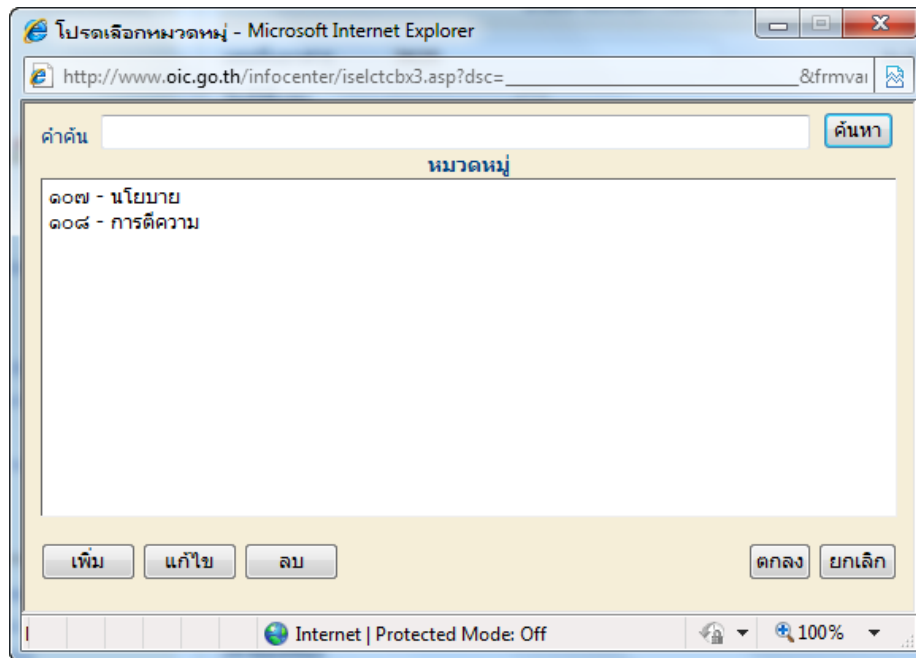 โปรดเลือกหมวดหมู่ - Microsoft Internet Explorer
http://www.oic.go.th/infocenter/iselctcbx3.asp?dsc=______________________________&frmvar
คำค้น ค้นหา
หมวดหมู่
๑๐๗ - นโยบาย
๑๐๘ - การตีความ
เพิ่ม แก้ไข ลบ ตกลง ยกเลิก
Internet | Protected Mode: Off 100%